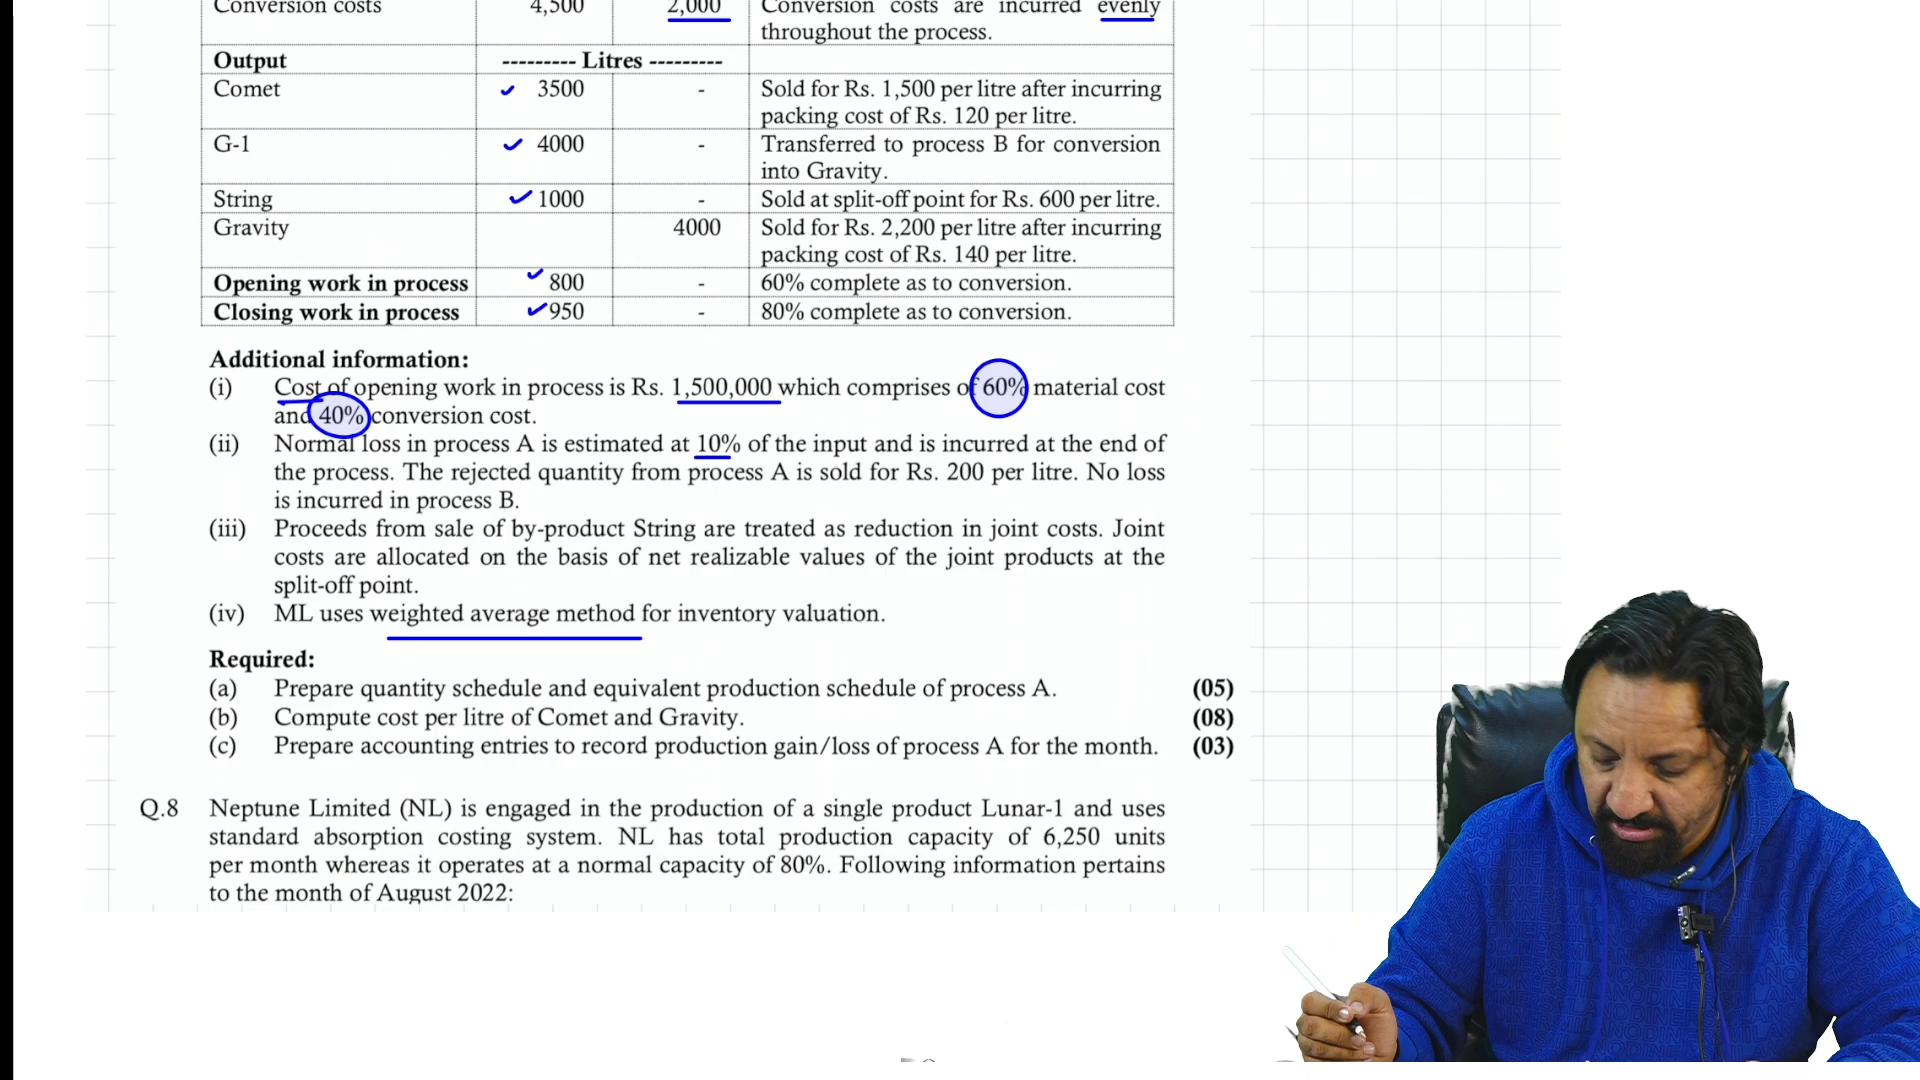 Conversion costs 4,500 2,000 Conversion costs are incurred evenly
throughout the process.
Output --------- Litres ---------
Comet 3500 - Sold for Rs. 1,500 per litre after incurring
packing cost of Rs. 120 per litre.
G-1 4000 - Transferred to process B for conversion
into Gravity.
String 1000 - Sold at split-off point for Rs. 600 per litre.
Gravity 4000 Sold for Rs. 2,200 per litre after incurring
packing cost of Rs. 140 per litre.
Opening work in process 800 - 60% complete as to conversion.
Closing work in process 950 - 80% complete as to conversion.
Additional information:
(i) Cost of opening work in process is Rs. 1,500,000 which comprises of 60% material cost
and 40% conversion cost.
(ii) Normal loss in process A is estimated at 10% of the input and is incurred at the end of
the process. The rejected quantity from process A is sold for Rs. 200 per litre. No loss
is incurred in process B.
(iii) Proceeds from sale of by-product String are treated as reduction in joint costs. Joint
costs are allocated on the basis of net realizable values of the joint products at the
split-off point.
(iv) ML uses weighted average method for inventory valuation.
Required:
(a) Prepare quantity schedule and equivalent production schedule of process A. (05)
(b) Compute cost per litre of Comet and Gravity. (08)
(c) Prepare accounting entries to record production gain/loss of process A for the month. (03)
Q.8 Neptune Limited (NL) is engaged in the production of a single product Lunar-1 and uses
standard absorption costing system. NL has total production capacity of 6,250 units
per month whereas it operates at a normal capacity of 80%. Following information pertains
to the month of August 2022: